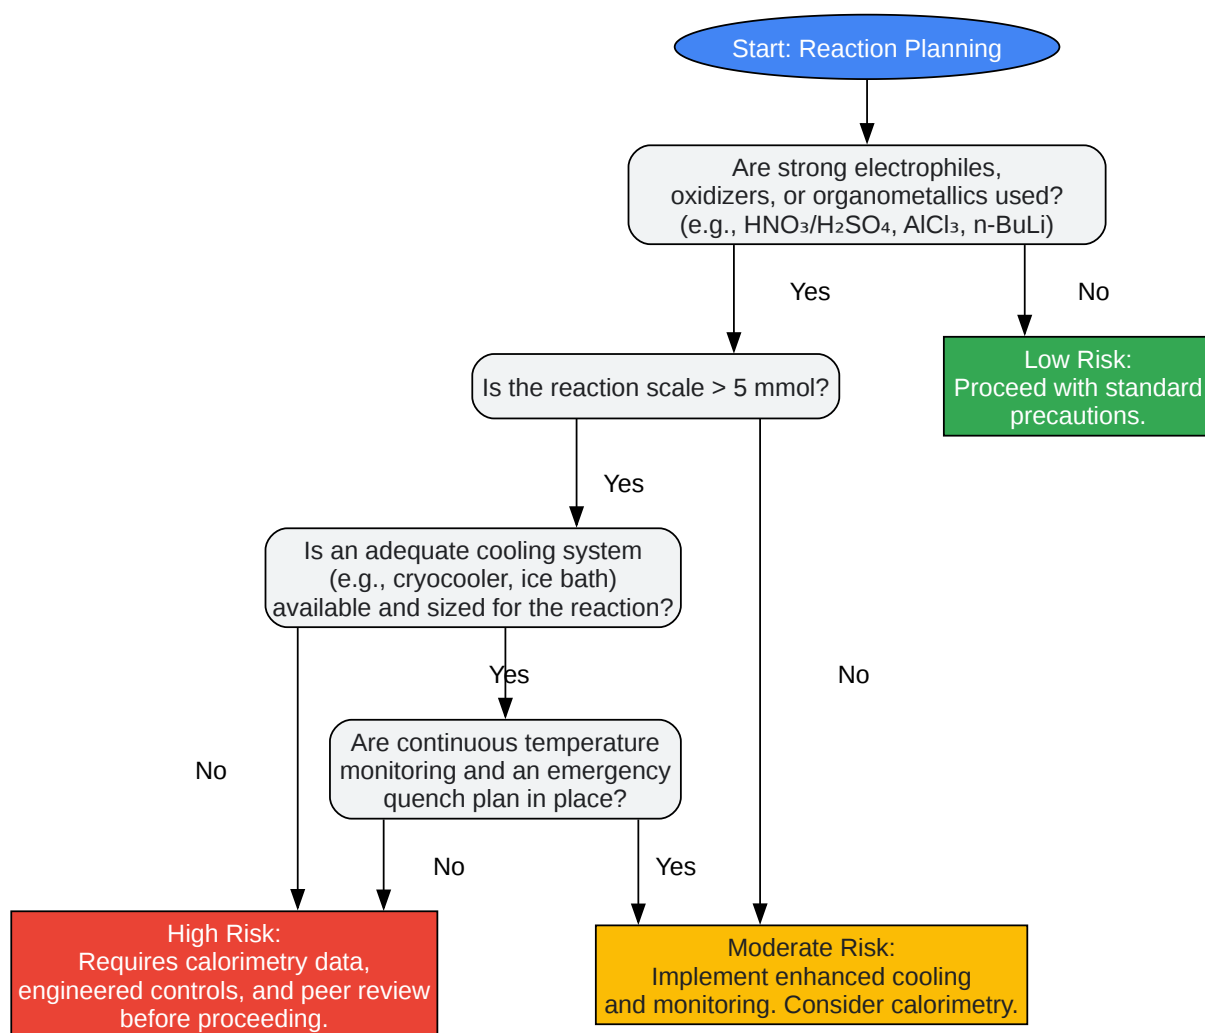 Start: Reaction Planning
Are strong electrophiles,
oxidizers, or organometallics used?
(e.g., HNO₃/H₂SO₄, AlCl₃, n-BuLi)
Yes
No
Low Risk:
Proceed with standard
precautions.
Is the reaction scale > 5 mmol?
Yes
Is an adequate cooling system
(e.g., cryocooler, ice bath)
available and sized for the reaction?
Yes
No
Are continuous temperature
monitoring and an emergency
quench plan in place?
No
No
Yes
High Risk:
Requires calorimetry data,
engineered controls, and peer review
before proceeding.
Moderate Risk:
Implement enhanced cooling
and monitoring. Consider calorimetry.